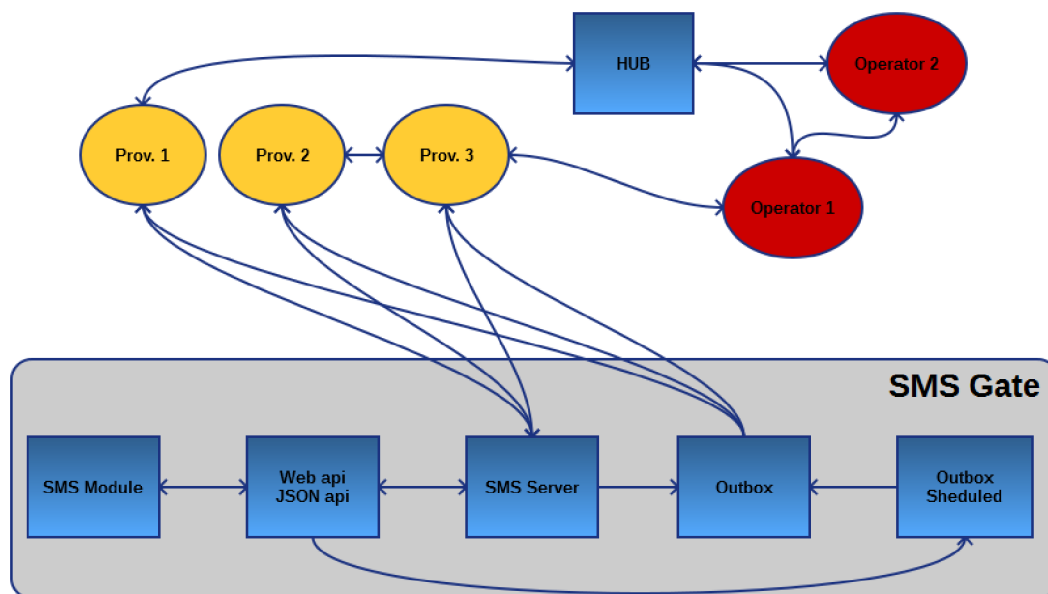 HUB
Operator 2
Prov. 1
Prov. 2
Prov. 3
Operator 1
SMS Gate
SMS Module
Web api
JSON api
SMS Server
Outbox
Outbox
Sheduled